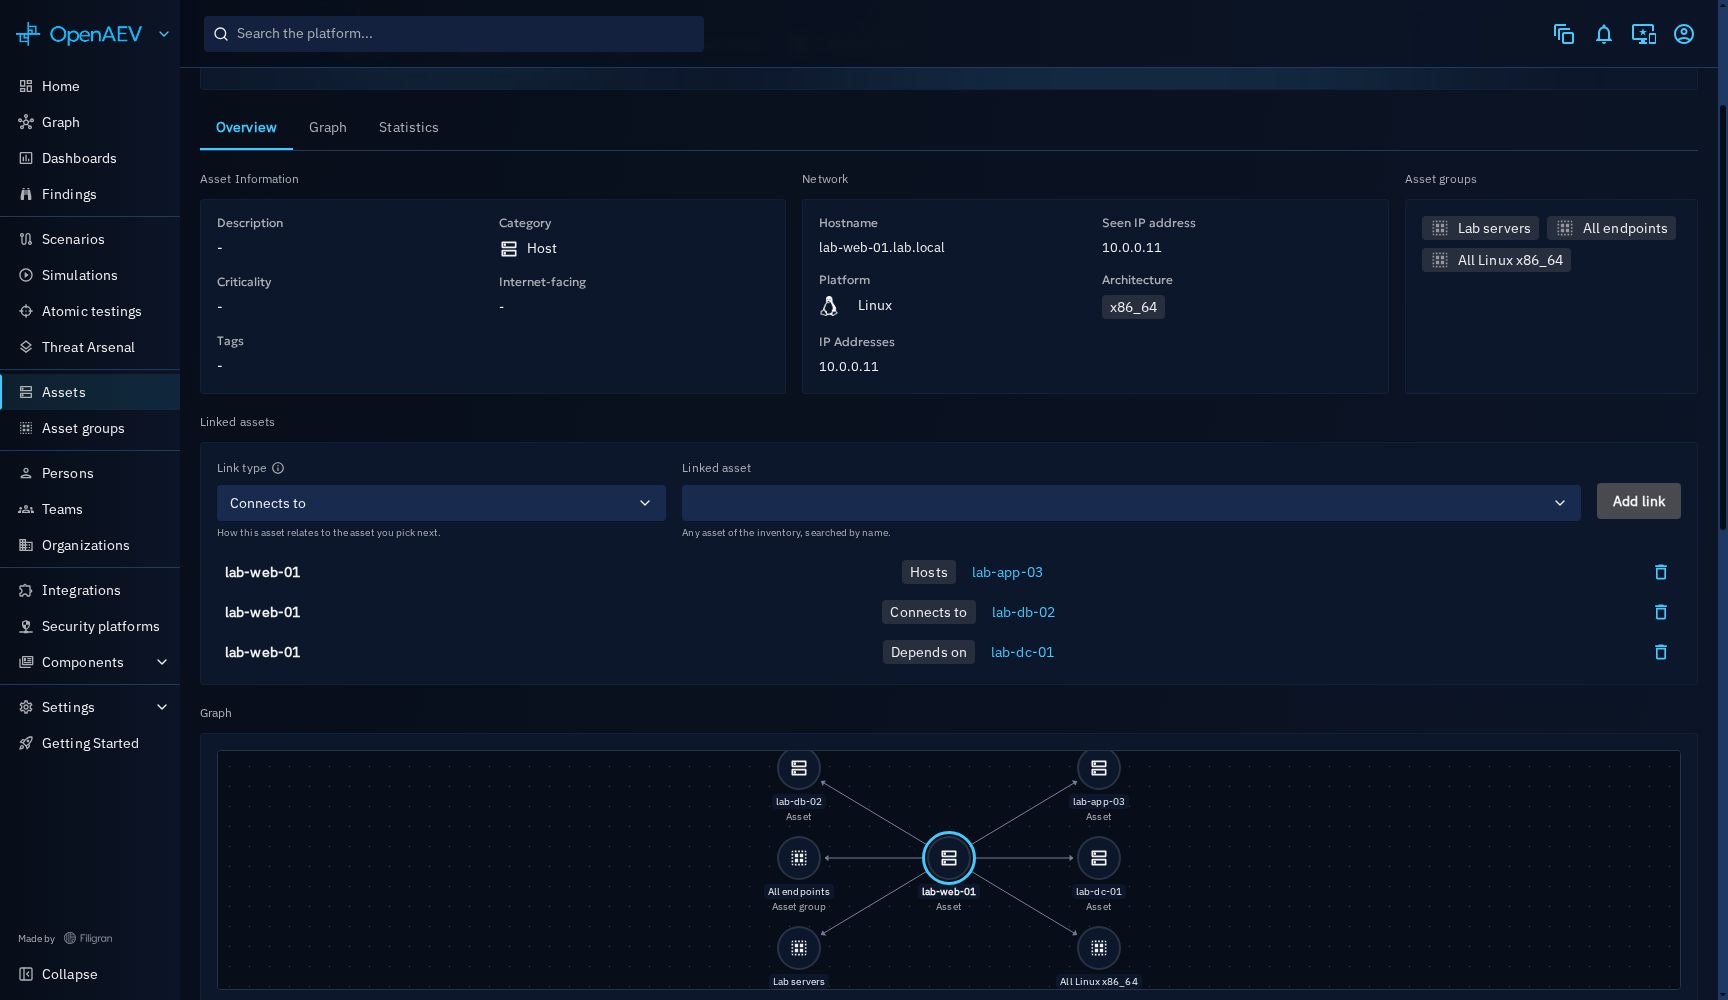 OpenAEV
Search the platform...
Home
Graph
Dashboards
Findings
Scenarios
Simulations
Atomic testings
Threat Arsenal
Assets
Asset groups
Persons
Teams
Organizations
Integrations
Security platforms
Components
Settings
Getting Started
Made by Filigran
Collapse
Overview Graph Statistics
Asset Information
Description Category
- Host
Criticality Internet-facing
- -
Tags
-
Network
Hostname Seen IP address
lab-web-01.lab.local 10.0.0.11
Platform Architecture
Linux x86_64
IP Addresses
10.0.0.11
Asset groups
Lab servers All endpoints
All Linux x86_64
Linked assets
Link type Linked asset
Connects to Add link
How this asset relates to the asset you pick next. Any asset of the inventory, searched by name.
lab-web-01 Hosts lab-app-03
lab-web-01 Connects to lab-db-02
lab-web-01 Depends on lab-dc-01
Graph
lab-db-02 lab-app-03
Asset Asset
All endpoints lab-web-01 lab-dc-01
Asset group Asset Asset
Lab servers All Linux x86_64